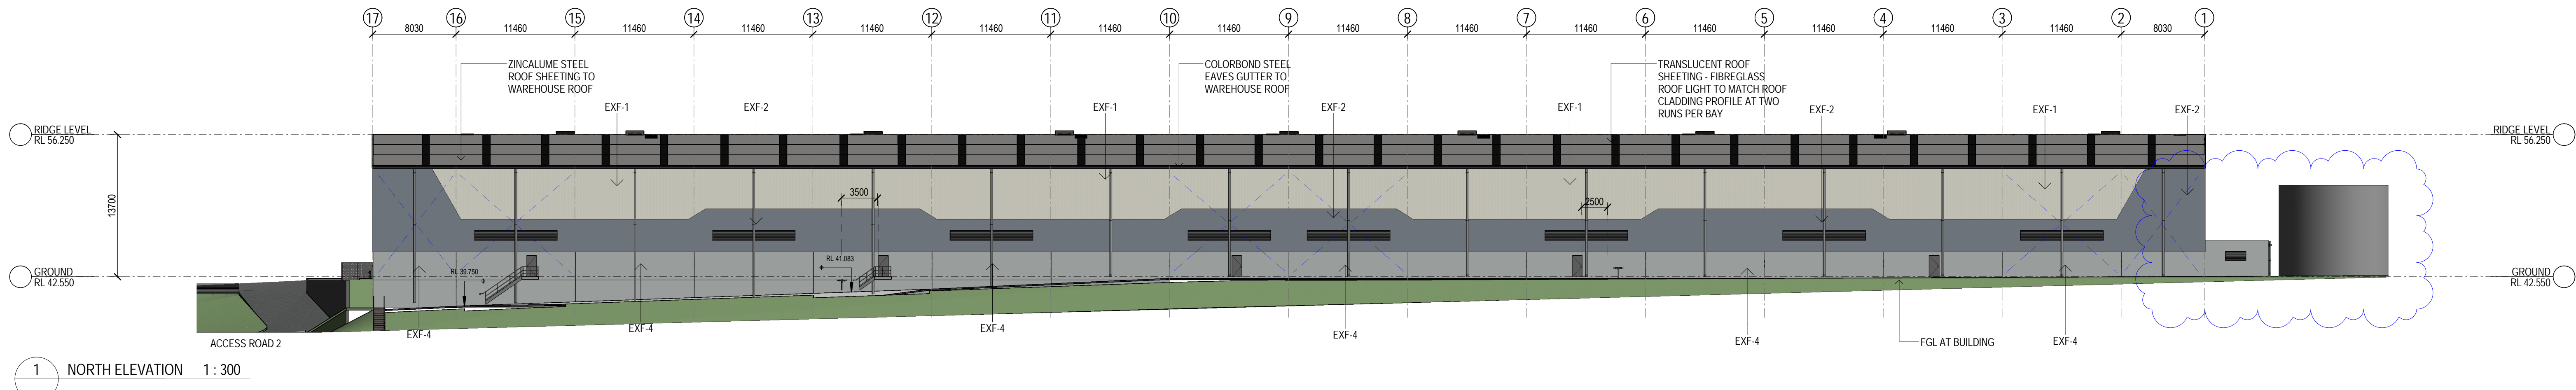 17 16 15 14 13 12 11 10 9 8 7 6 5 4 3 2 1
8030 11460 11460 11460 11460 11460 11460 11460 11460 11460 11460 11460 11460 11460 11460 8030
ZINCALUME STEEL
ROOF SHEETING TO
WAREHOUSE ROOF
COLORBOND STEEL
EAVES GUTTER TO
WAREHOUSE ROOF
TRANSLUCENT ROOF
SHEETING - FIBREGLASS
ROOF LIGHT TO MATCH ROOF
CLADDING PROFILE AT TWO
RUNS PER BAY
EXF-1 EXF-2 EXF-1 EXF-2 EXF-1 EXF-2 EXF-1 EXF-2
RIDGE LEVEL
RL 56.250
RIDGE LEVEL
RL 56.250
13700
3500
2500
RL 39.750
RL 41.083
GROUND
RL 42.550
GROUND
RL 42.550
EXF-4 EXF-4 EXF-4 EXF-4 EXF-4 EXF-4
ACCESS ROAD 2
FGL AT BUILDING
1 NORTH ELEVATION 1 : 300